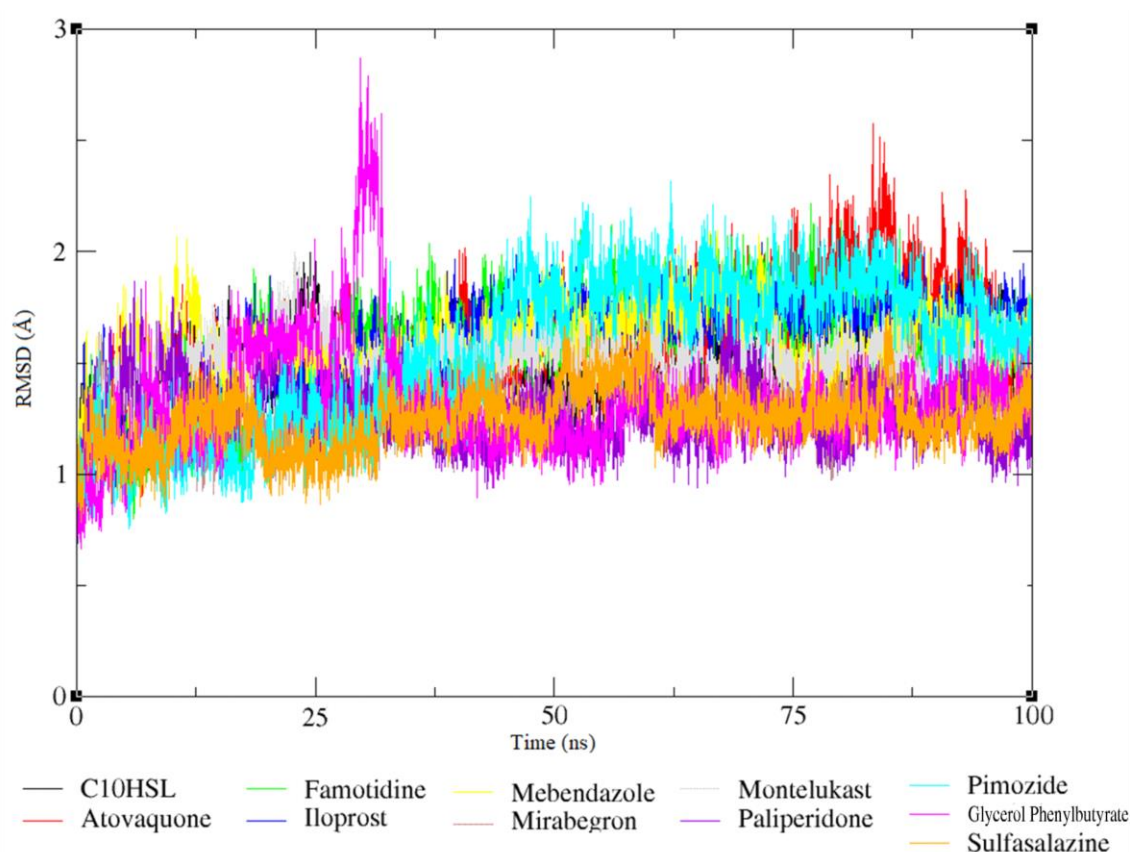 3
2
RMSD (Å)
1
0
0 25 50 75 100
Time (ns)
C10HSL Famotidine Mebendazole Montelukast Pimozide
Atovaquone Iloprost Mirabegron Paliperidone Glycerol Phenylbutyrate
Sulfasalazine